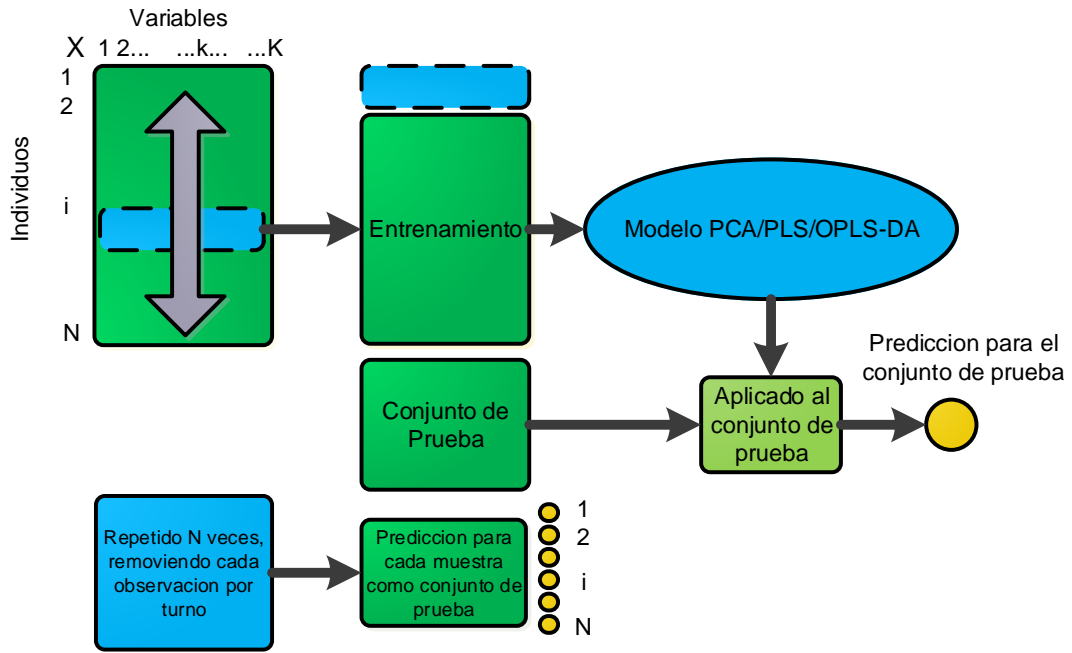 Variables
X 1 2... ...k... ...K
1
2
i
N
Individuos
Entrenamiento
Modelo PCA/PLS/OPLS-DA
Prediccion para el
conjunto de prueba
Conjunto de
Prueba
Aplicado al
conjunto de
prueba
Repetido N veces,
removiendo cada
observacion por
turno
Prediccion para
cada muestra
como conjunto de
prueba
1
2
i
N